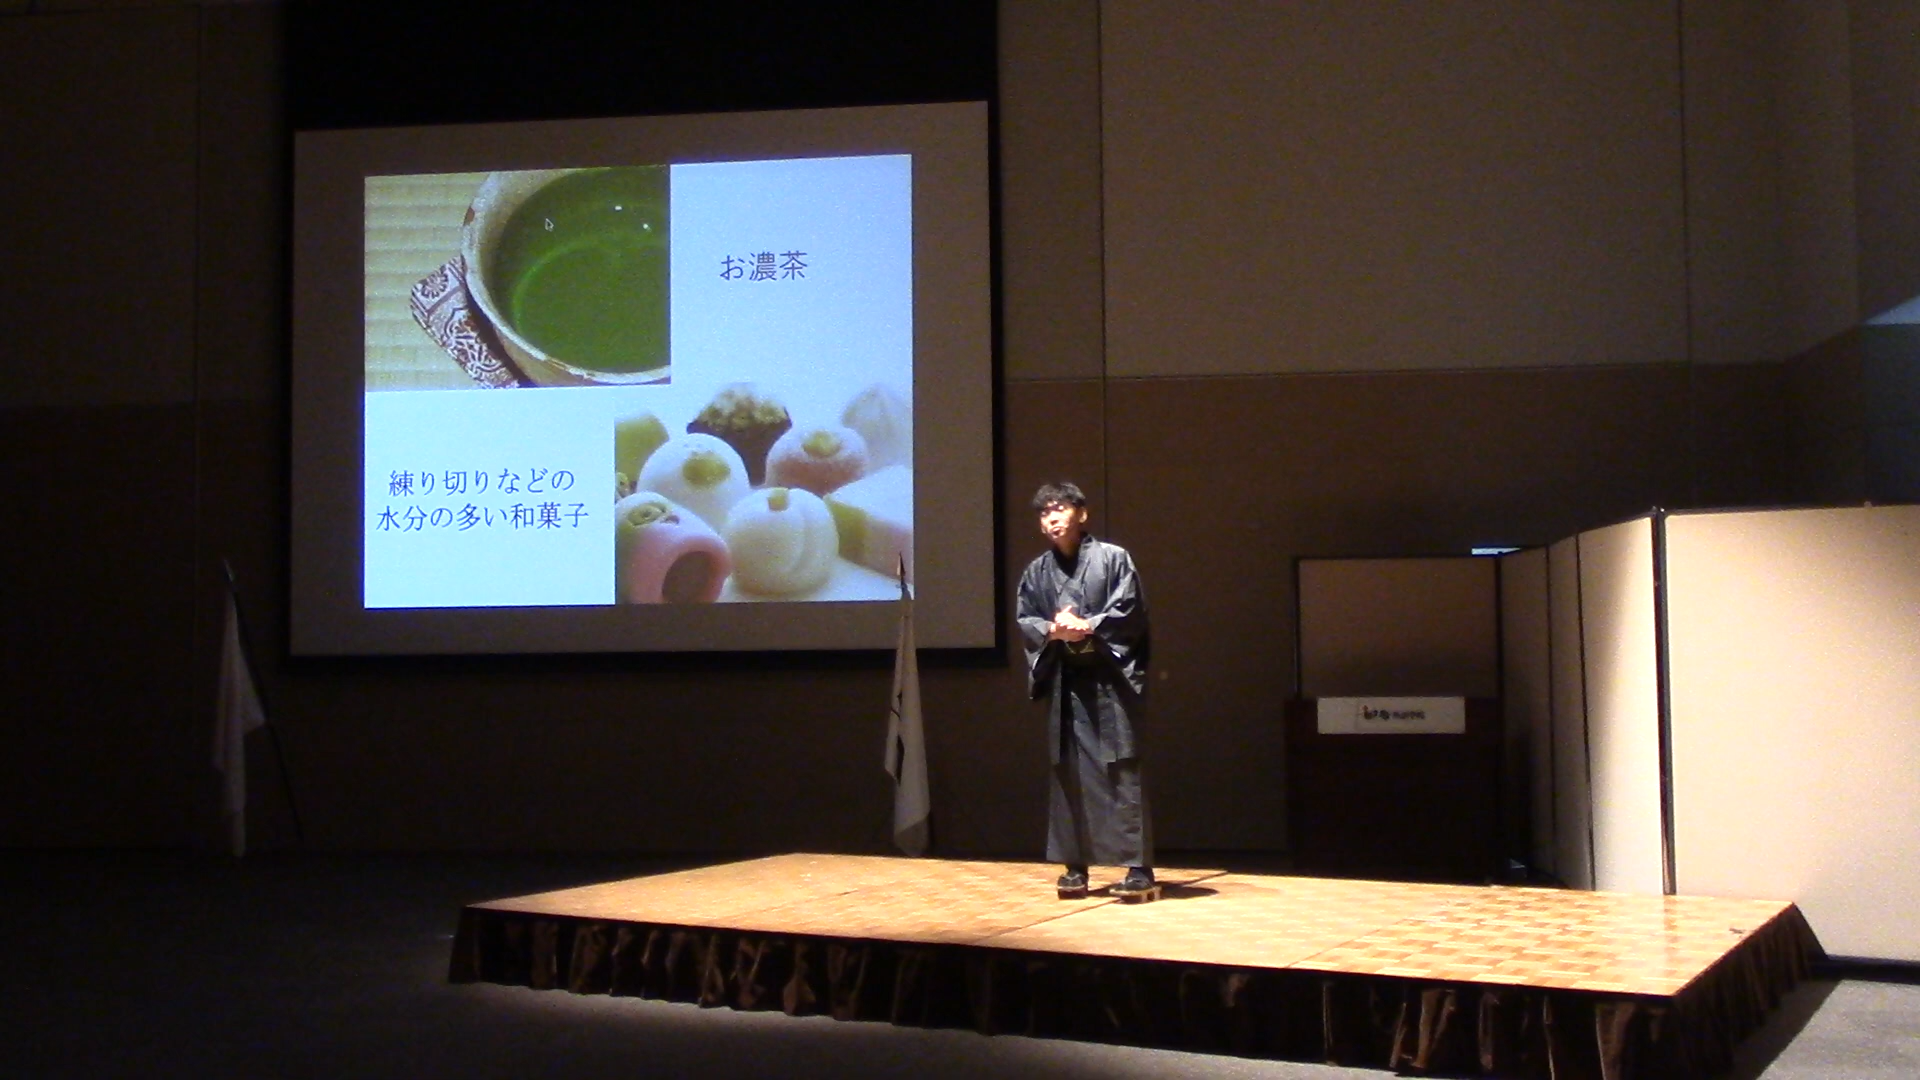 お濃茶
練り切りなどの
水分の多い和菓子